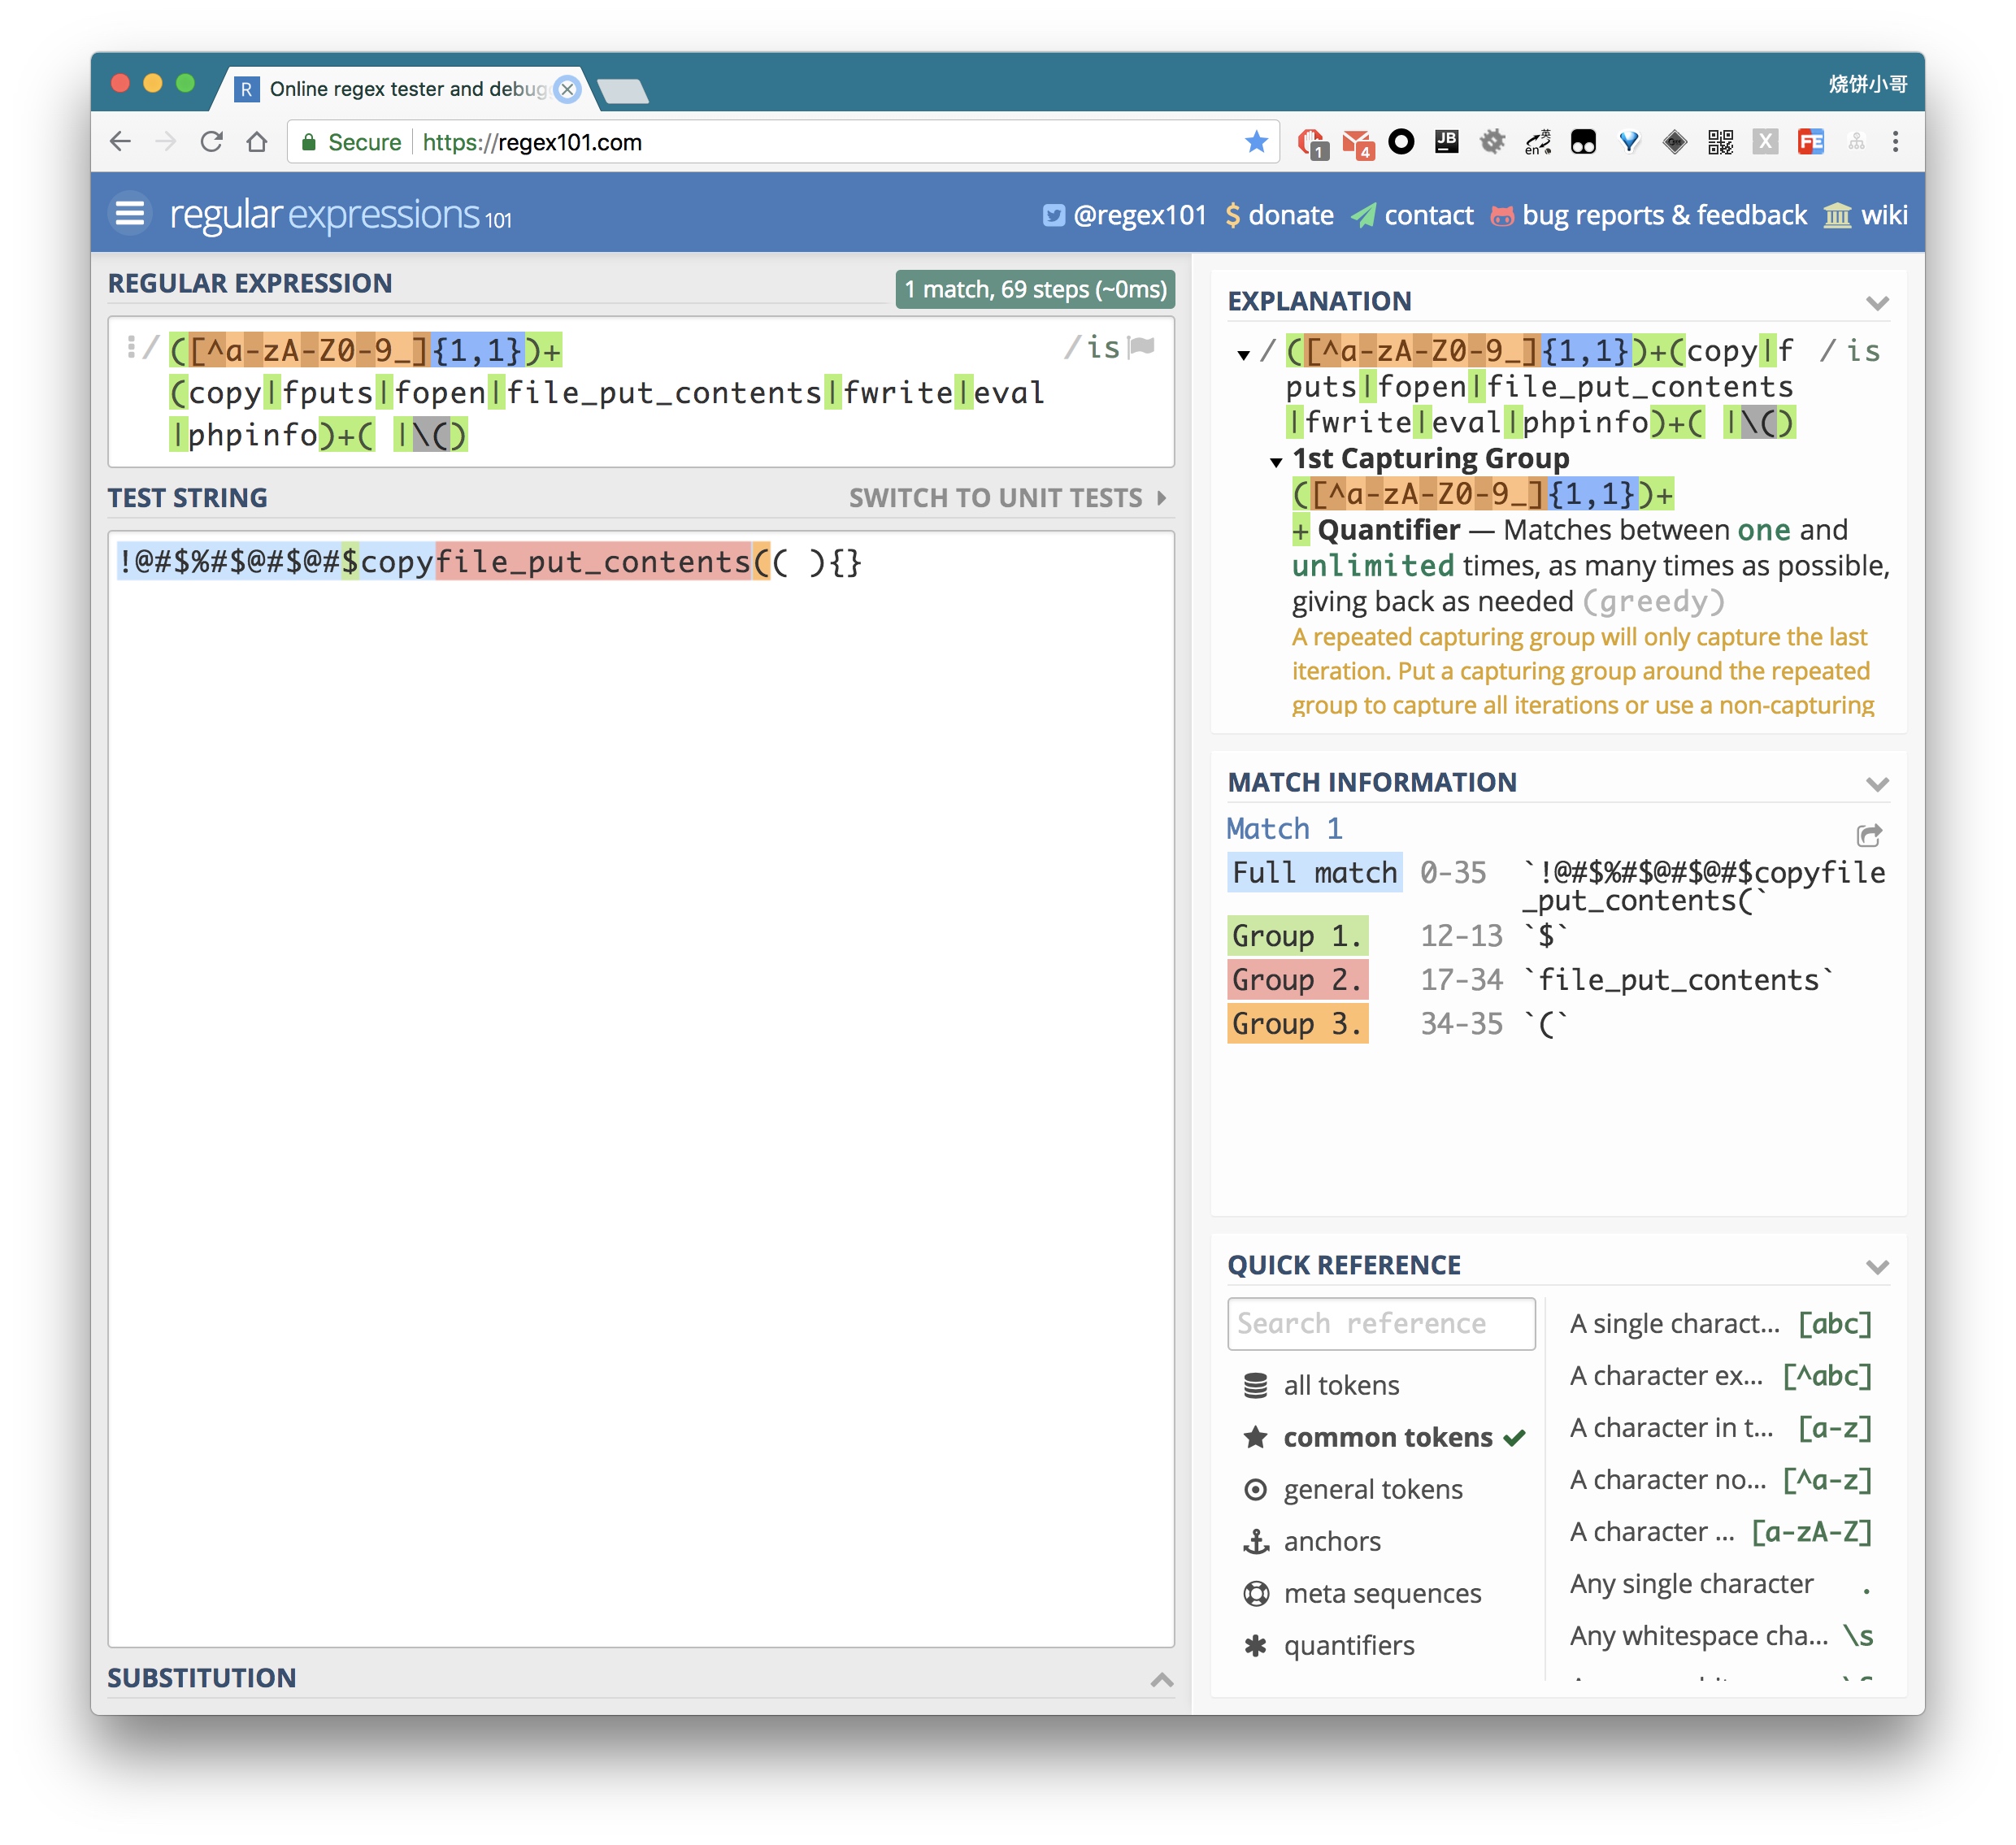 Online regex tester and debug
烧饼小哥
Secure
https://regex101.com
regular expressions 101
@regex101 donate contact bug reports & feedback wiki
REGULAR EXPRESSION
1 match, 69 steps (~0ms)
/ ([^a-zA-Z0-9_]{1,1})+ / is
(copy|fputs|fopen|file_put_contents|fwrite|eval
|phpinfo)+( |\()
TEST STRING
SWITCH TO UNIT TESTS
!@#$%#$@#$@#$copyfile_put_contents(( ){}
SUBSTITUTION
EXPLANATION
/ ([^a-zA-Z0-9_]{1,1})+(copy|f / is
puts|fopen|file_put_contents
|fwrite|eval|phpinfo)+( |\()
1st Capturing Group
([^a-zA-Z0-9_]{1,1})+
+ Quantifier — Matches between one and
unlimited times, as many times as possible,
giving back as needed (greedy)
A repeated capturing group will only capture the last
iteration. Put a capturing group around the repeated
group to capture all iterations or use a non-capturing
MATCH INFORMATION
Match 1
Full match 0-35 `!@#$%#$@#$@#$copyfile
_put_contents(`
Group 1. 12-13 `$`
Group 2. 17-34 `file_put_contents`
Group 3. 34-35 `(`
QUICK REFERENCE
Search reference
all tokens
common tokens
general tokens
anchors
meta sequences
quantifiers
A single charact... [abc]
A character ex... [^abc]
A character in t... [a-z]
A character no... [^a-z]
A character ... [a-zA-Z]
Any single character .
Any whitespace cha... \s